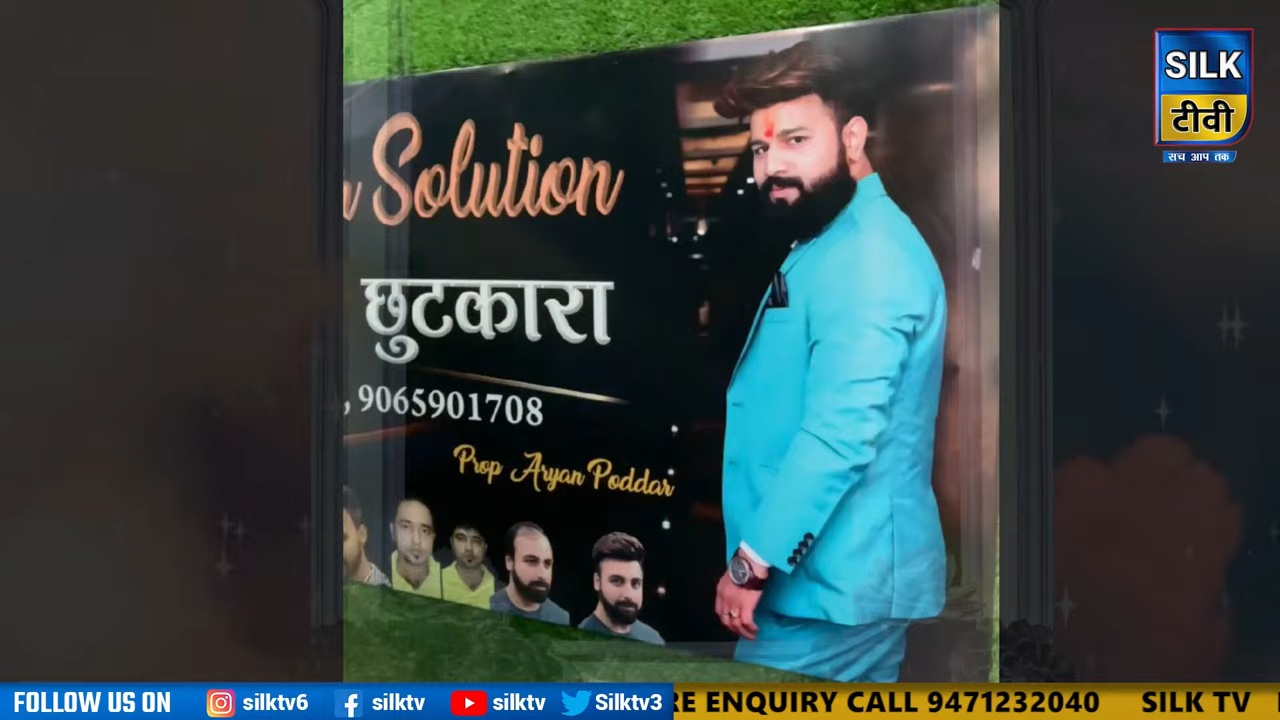 SILK
टीवी
सच आप तक
Solution
छुटकारा
, 9065901708
Prop Aryan Poddar
FOLLOW US ON silktv6 silktv silktv Silktv3 RE ENQUIRY CALL 9471232040 SILK TV